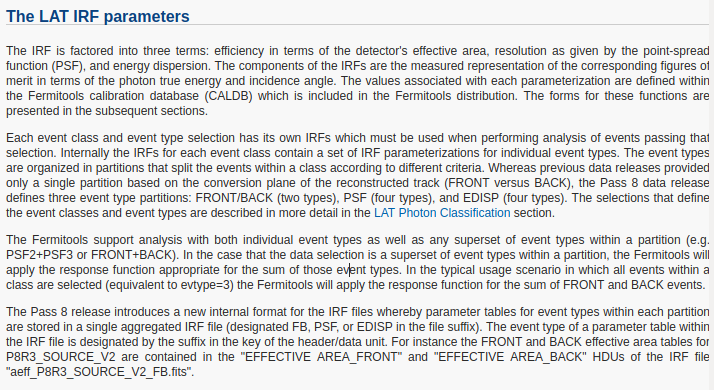 The LAT IRF parameters
The IRF is factored into three terms: efficiency in terms of the detector's effective area, resolution as given by the point-spread
function (PSF), and energy dispersion. The components of the IRFs are the measured representation of the corresponding figures of
merit in terms of the photon true energy and incidence angle. The values associated with each parameterization are defined within
the Fermitools calibration database (CALDB) which is included in the Fermitools distribution. The forms for these functions are
presented in the subsequent sections.
Each event class and event type selection has its own IRFs which must be used when performing analysis of events passing that
selection. Internally the IRFs for each event class contain a set of IRF parameterizations for individual event types. The event types
are organized in partitions that split the events within a class according to different criteria. Whereas previous data releases provided
only a single partition based on the conversion plane of the reconstructed track (FRONT versus BACK), the Pass 8 data release
defines three event type partitions: FRONT/BACK (two types), PSF (four types), and EDISP (four types). The selections that define
the event classes and event types are described in more detail in the LAT Photon Classification section.
The Fermitools support analysis with both individual event types as well as any superset of event types within a partition (e.g.
PSF2+PSF3 or FRONT+BACK). In the case that the data selection is a superset of event types within a partition, the Fermitools will
apply the response function appropriate for the sum of those event types. In the typical usage scenario in which all events within a
class are selected (equivalent to evtype=3) the Fermitools will apply the response function for the sum of FRONT and BACK events.
The Pass 8 release introduces a new internal format for the IRF files whereby parameter tables for event types within each partition
are stored in a single aggregated IRF file (designated FB, PSF, or EDISP in the file suffix). The event type of a parameter table within
the IRF file is designated by the suffix in the key of the header/data unit. For instance the FRONT and BACK effective area tables for
P8R3_SOURCE_V2 are contained in the "EFFECTIVE AREA_FRONT" and "EFFECTIVE AREA_BACK" HDUs of the IRF file
"aeff_P8R3_SOURCE_V2_FB.fits".